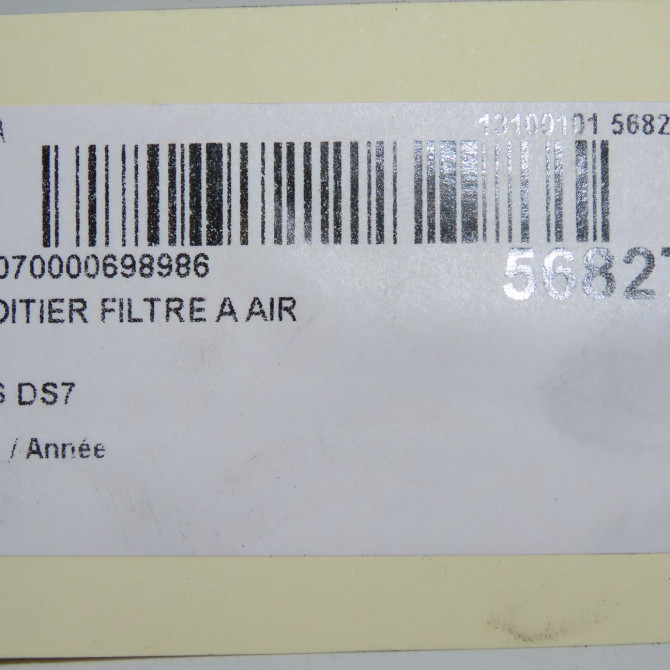 13100101 5682
070000698986
56827
OITIER FILTRE A AIR
S DS7
/ Année